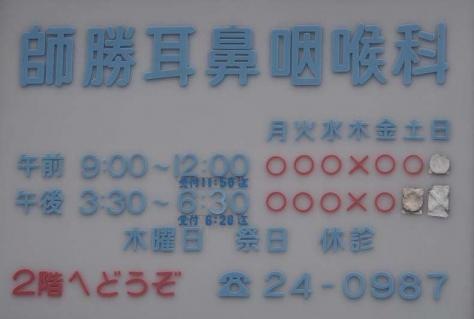 師勝耳鼻咽喉科
月火水木金土日
午前 9:00～12:00 ○○○×○○
受付11:50迄
午後 3:30～6:30 ○○○×○
受付 6:20迄
木曜日 祭日 休診
2階へどうぞ ☎24-0987